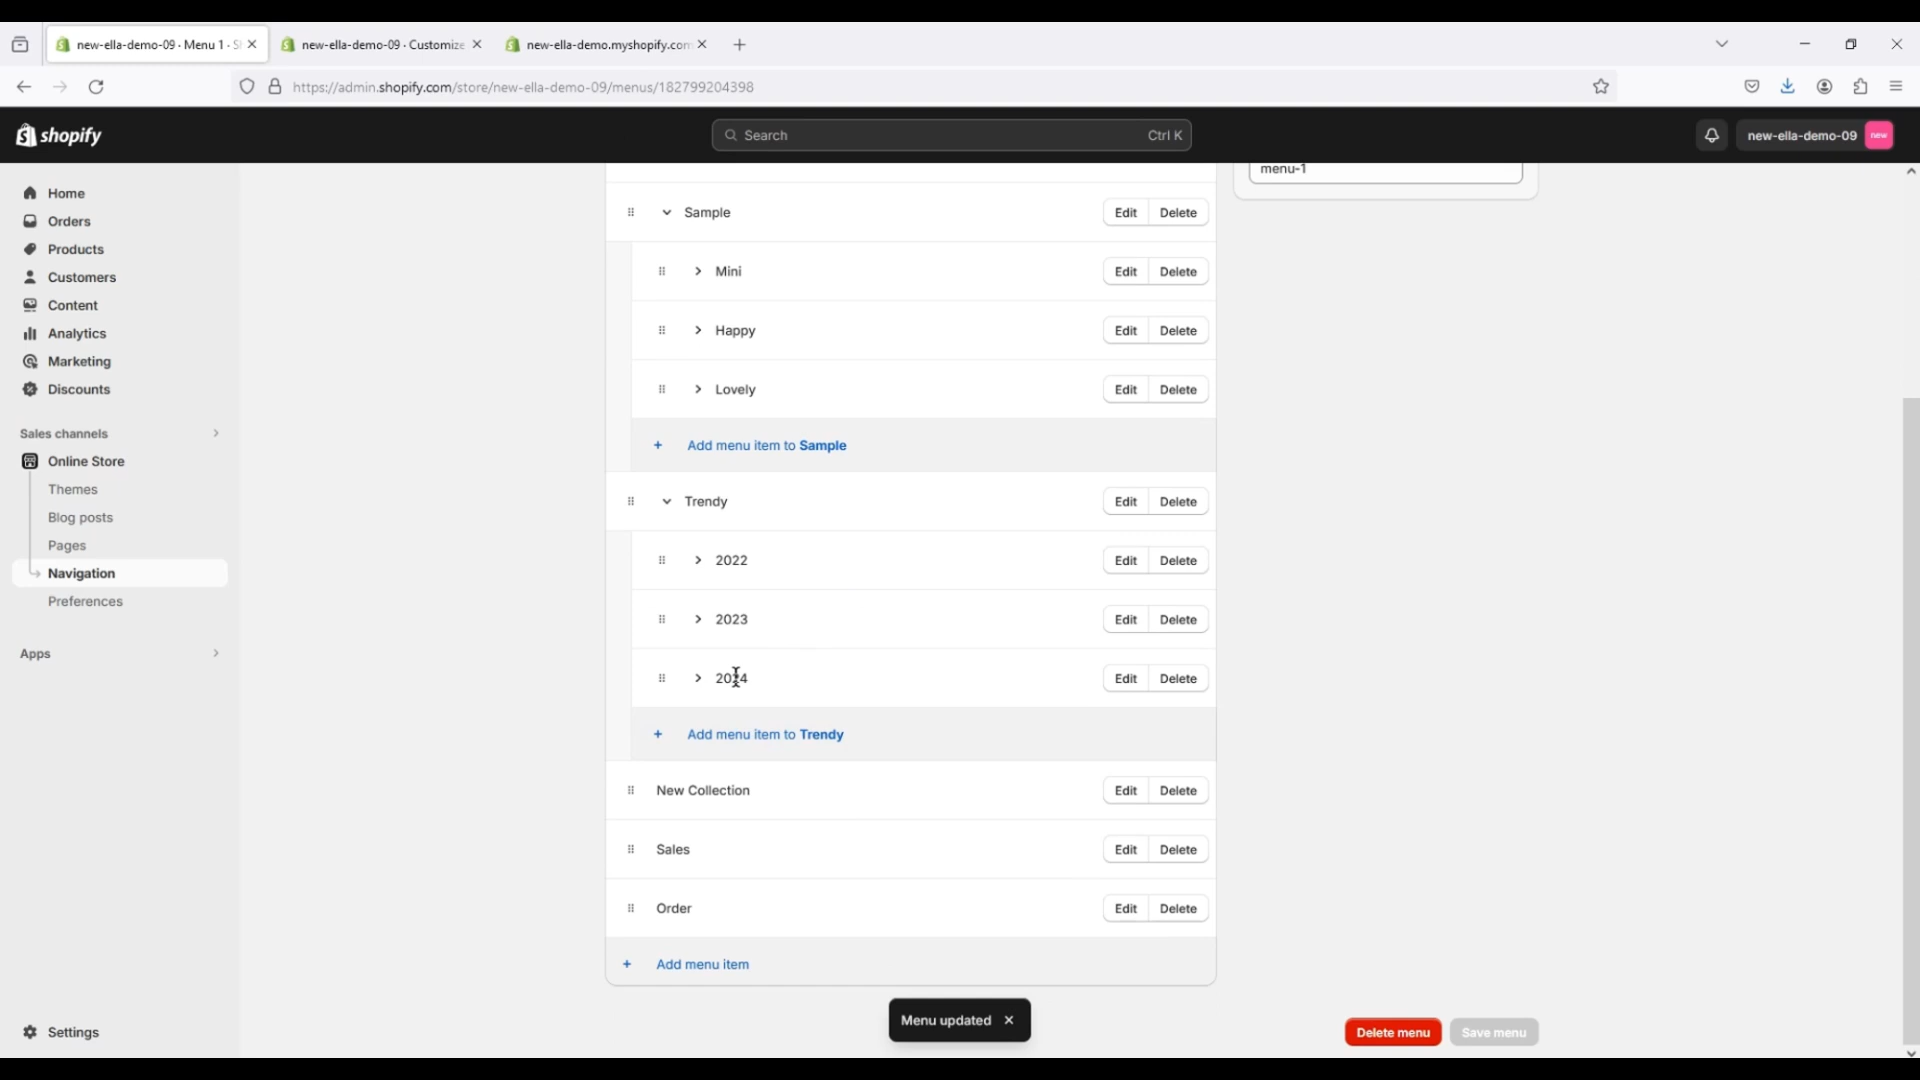 new-ella-demo-09 · Menu 1 · S
new-ella-demo-09 · Customize
new-ella-demo.myshopify.com
https://admin.shopify.com/store/new-ella-demo-09/menus/182799204398
shopify
Search
Ctrl K
new-ella-demo-09
new
Home
Orders
Products
Customers
Content
Analytics
Marketing
Discounts
Sales channels
Online Store
Themes
Blog posts
Pages
Navigation
Preferences
Apps
Settings
menu-1
Sample Edit Delete
Mini Edit Delete
Happy Edit Delete
Lovely Edit Delete
+ Add menu item to Sample
Trendy Edit Delete
2022 Edit Delete
2023 Edit Delete
2024 Edit Delete
+ Add menu item to Trendy
New Collection Edit Delete
Sales Edit Delete
Order Edit Delete
+ Add menu item
Menu updated
Delete menu
Save menu